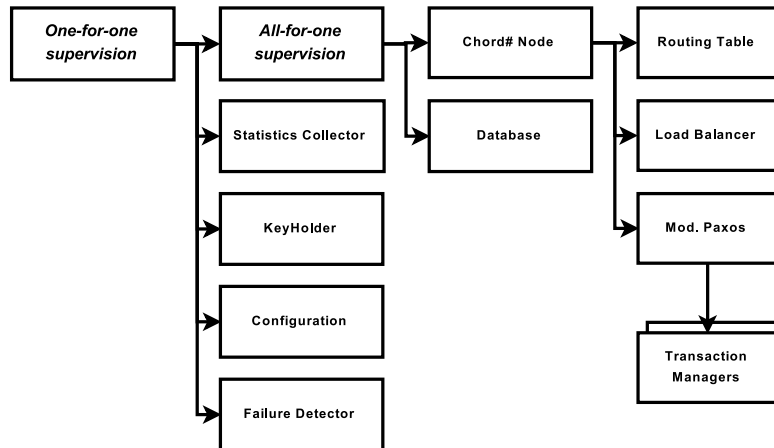 One-for-one
supervision
All-for-one
supervision
Chord# Node
Routing Table
Statistics Collector
Database
Load Balancer
KeyHolder
Mod. Paxos
Configuration
Transaction
Managers
Failure Detector